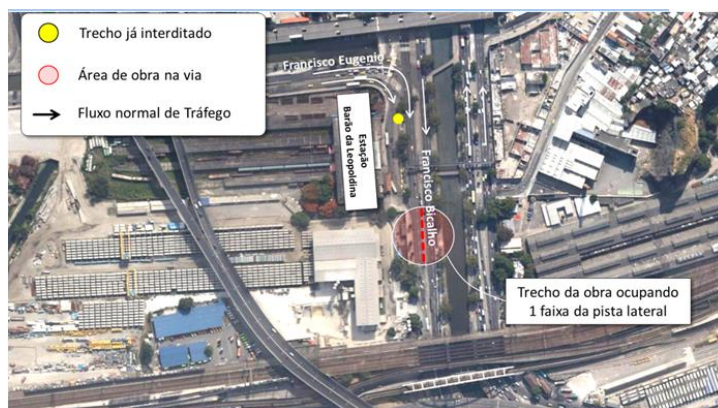 Trecho já interditado
Área de obra na via
Fluxo normal de Tráfego
Francisco Eugenio
Estação
Barão da Leopoldina
Francisco Bicalho
Trecho da obra ocupando
1 faixa da pista lateral